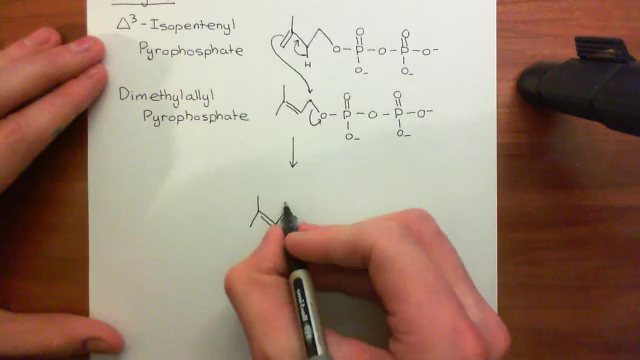 Δ³-Isopentenyl
Pyrophosphate
O-P-O-P-O-
O
O
H
O-
O-
Dimethylallyl
Pyrophosphate
O-P-O-P-O-
O
O
O-
O-